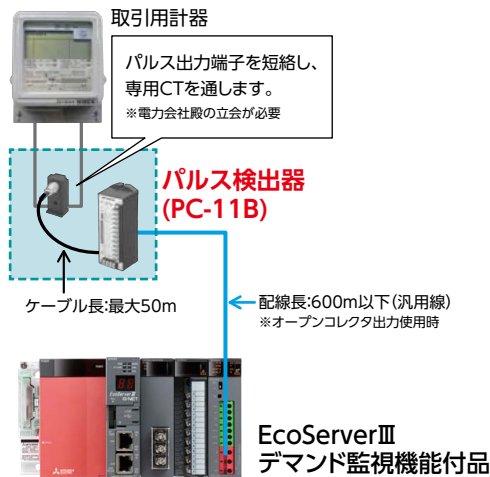 取引用計器
パルス出力端子を短絡し、
専用CTを通します。
※電力会社殿の立会が必要
パルス検出器
(PC-11B)
ケーブル長:最大50m
配線長:600m以下(汎用線)
※オープンコレクタ出力使用時
EcoServerⅢ
EcoServerⅢ
デマンド監視機能付品